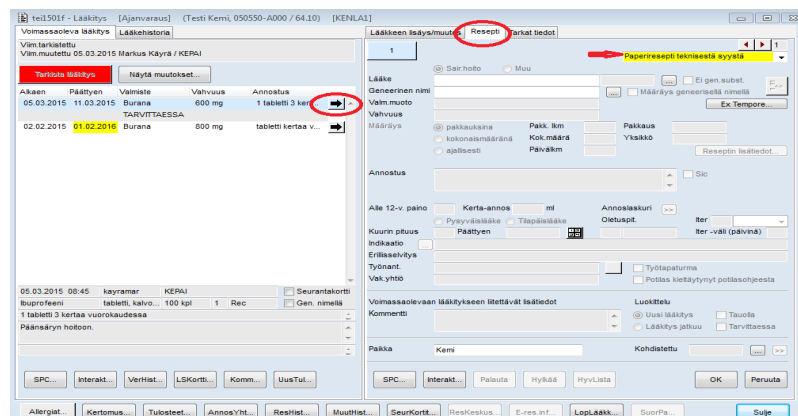 tei1501f - Lääkitys [Ajanvaraus] (Testi Kemi, 050550-A000 / 64.10) [KENLA1]
Voimassaoleva lääkitys Lääkehistoria
Viim.tarkistettu
Viim.muutettu 05.03.2015 Markus Käyrä / KEPAI
Tarkista lääkitys Näytä muutokset...
Alkaen Päättyen Valmiste Vahvuus Annostus
05.03.2015 11.03.2015 Burana 600 mg 1 tabletti 3 ker...
TARVITTAESSA
02.02.2015 01.02.2016 Burana 800 mg tabletti kertaa v...
05.03.2015 08:45 kayramar KEPAI Seurantakortti
Ibuprofeeni tabletti, kalvo... 100 kpl 1 Rec Gen. nimellä
1 tabletti 3 kertaa vuorokaudessa
Päänsäryn hoitoon.
SPC... Interakt... VerHist... LSKortti... Komm... UusTul...
Lääkkeen lisäys/muutos Resepti Tarkat tiedot
1
1
Paperiresepti teknisestä syystä
Sair.hoito Muu
Lääke ... Ei gen.subst. E...
Geneerinen nimi ... Määräys geneerisellä nimellä
Valm.muoto Ex Tempore...
Vahvuus
Määräys pakkauksina Pakk. lkm Pakkaus
kokonaismääränä Kok.määrä Yksikkö
ajallisesti Päivälkm Reseptin lisätiedot...
Annostus Sic
Alle 12-v. paino Kerta-annos ml Annoslaskuri >>
Pysyväislääke Tilapäislääke Oletuspit. Iter
Kuurin pituus Päättyen Iter -väli (päivinä)
Indikaatio ...
Erillisselvitys
Työnant. Työtapaturma
Vak.yhtiö Potilas kieltäytynyt potilasohjeesta
Voimassaolevaan lääkitykseen liitettävät lisätiedot Luokittelu
Kommentti Uusi lääkitys Tauolla
Lääkitys jatkuu Tarvittaessa
Paikka Kemi Kohdistettu ... >>
SPC... Interakt... Palauta Hylkää HyvLista OK Peruuta
Allergiat... Kertomus... Tulosteet... AnnosYht... ResHist... MuutHist... SeurKortit... ResKeskus... E-res.inf... LopLääkk... SuorPa... Sulje